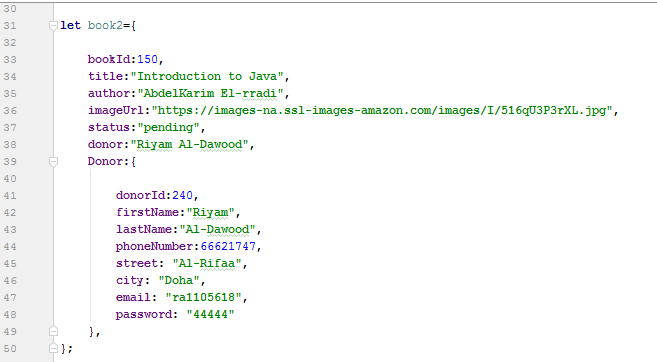 30
31 let book2={
32
33 bookId:150,
34 title:"Introduction to Java",
35 author:"AbdelKarim El-rradi",
36 imageUrl:"https://images-na.ssl-images-amazon.com/images/I/516qU3P3rXL.jpg",
37 status:"pending",
38 donor:"Riyam Al-Dawood",
39 Donor:{
40
41 donorId:240,
42 firstName:"Riyam",
43 lastName:"Al-Dawood",
44 phoneNumber:66621747,
45 street: "Al-Rifaa",
46 city: "Doha",
47 email: "ra1105618",
48 password: "44444"
49 },
50 };